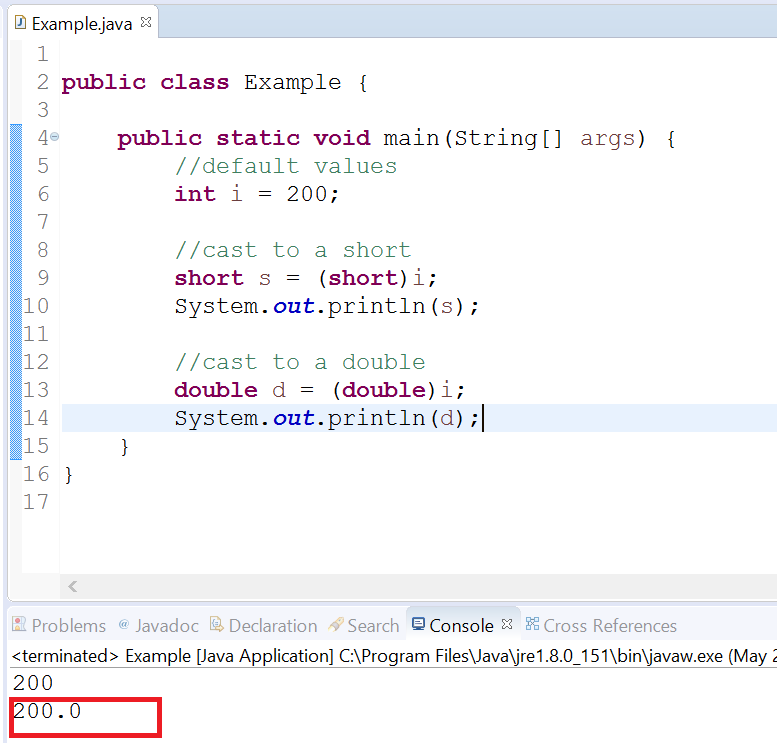 Example.java
1
2 public class Example {
3
4 public static void main(String[] args) {
5 //default values
6 int i = 200;
7
8 //cast to a short
9 short s = (short)i;
10 System.out.println(s);
11
12 //cast to a double
13 double d = (double)i;
14 System.out.println(d);
15 }
16 }
17
Problems @ Javadoc Declaration Search Console Cross References
<terminated> Example [Java Application] C:\Program Files\Java\jre1.8.0_151\bin\javaw.exe (May 2
200
200.0